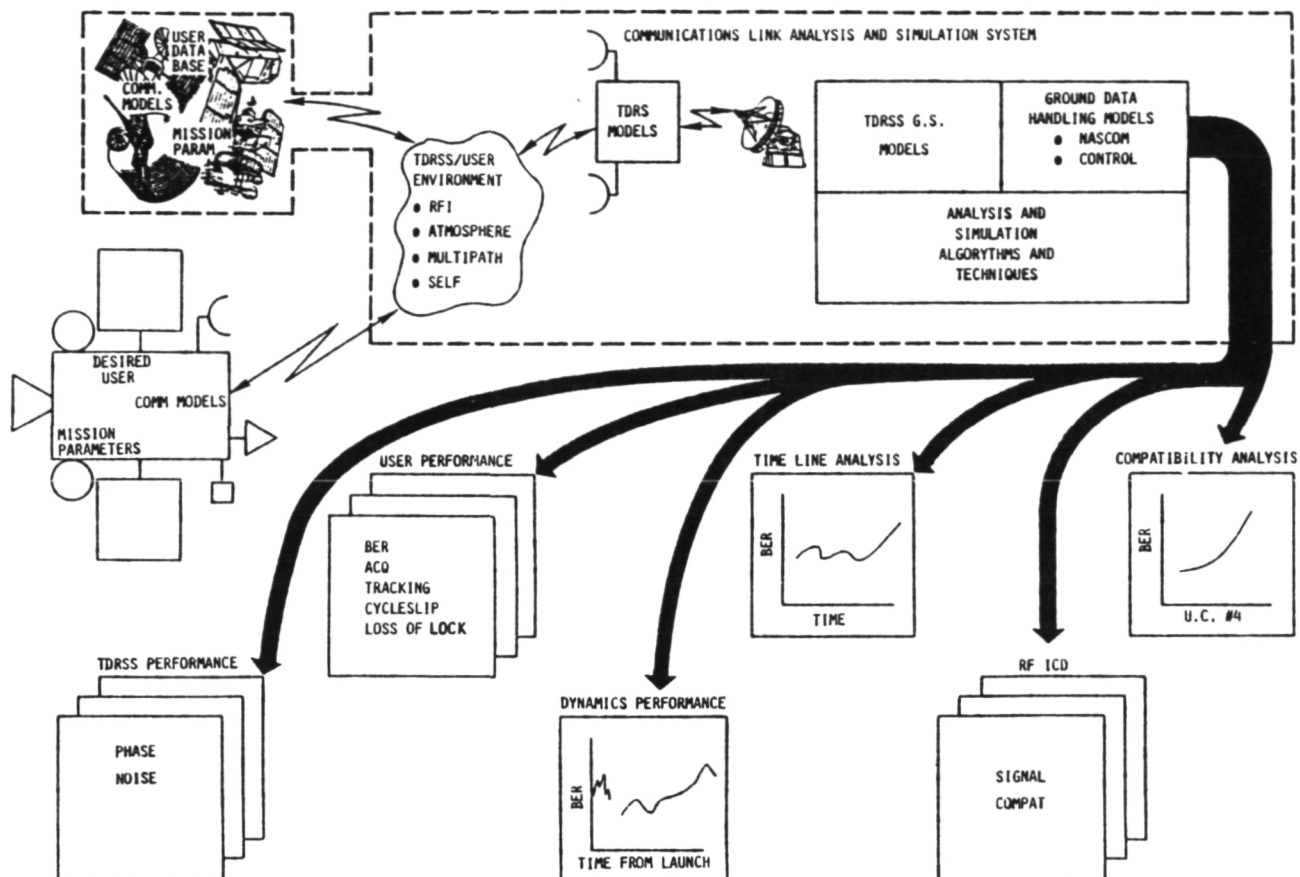 COMMUNICATIONS LINK ANALYSIS AND SIMULATION SYSTEM
USER
DATA
BASE
COMM.
MODELS
MISSION
PARAM
TDRSS/USER
ENVIRONMENT
● RFI
● ATMOSPHERE
● MULTIPATH
● SELF
TDRS
MODELS
TDRSS G.S.
MODELS
GROUND DATA
HANDLING MODELS
● NASCOM
● CONTROL
ANALYSIS AND
SIMULATION
ALGORYTHMS AND
TECHNIQUES
DESIRED
USER
COMM MODELS
MISSION
PARAMETERS
USER PERFORMANCE
BER
ACQ
TRACKING
CYCLESLIP
LOSS OF LOCK
TIME LINE ANALYSIS
BER
TIME
COMPATIBILITY ANALYSIS
BER
U.C. #4
TDRSS PERFORMANCE
PHASE
NOISE
DYNAMICS PERFORMANCE
BER
TIME FROM LAUNCH
RF ICD
SIGNAL
COMPAT